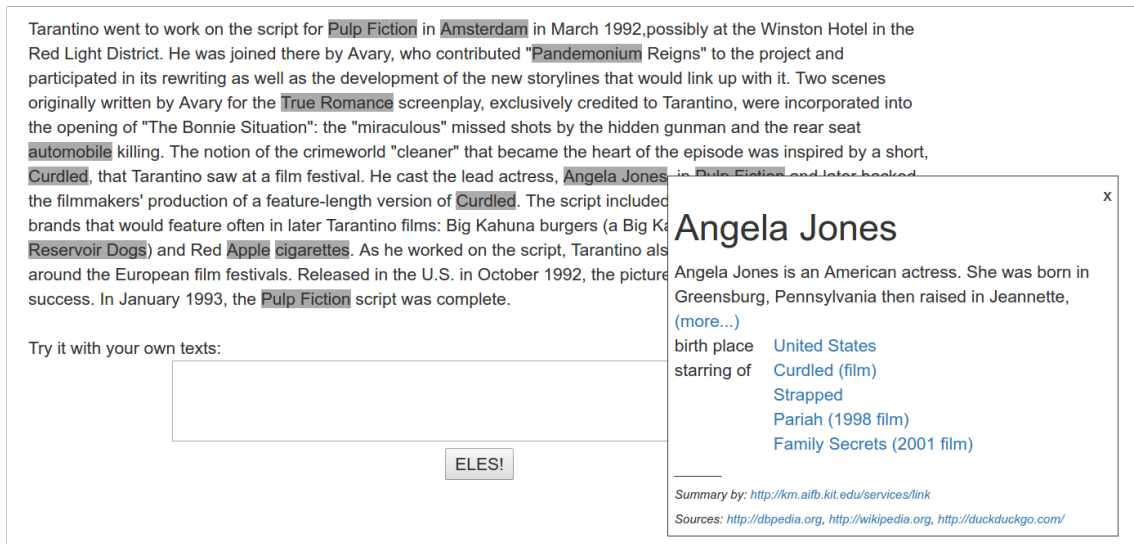 Tarantino went to work on the script for Pulp Fiction in Amsterdam in March 1992,possibly at the Winston Hotel in the
Red Light District. He was joined there by Avary, who contributed "Pandemonium Reigns" to the project and
participated in its rewriting as well as the development of the new storylines that would link up with it. Two scenes
originally written by Avary for the True Romance screenplay, exclusively credited to Tarantino, were incorporated into
the opening of "The Bonnie Situation": the "miraculous" missed shots by the hidden gunman and the rear seat
automobile killing. The notion of the crimeworld "cleaner" that became the heart of the episode was inspired by a short,
Curdled, that Tarantino saw at a film festival. He cast the lead actress, Angela Jones, in Pulp Fiction and later backed
the filmmakers' production of a feature-length version of Curdled. The script included
brands that would feature often in later Tarantino films: Big Kahuna burgers (a Big Ka
Reservoir Dogs) and Red Apple cigarettes. As he worked on the script, Tarantino als
around the European film festivals. Released in the U.S. in October 1992, the picture
success. In January 1993, the Pulp Fiction script was complete.
Try it with your own texts:
ELES!
x
Angela Jones
Angela Jones is an American actress. She was born in
Greensburg, Pennsylvania then raised in Jeannette,
(more...)
birth place United States
starring of Curdled (film)
Strapped
Pariah (1998 film)
Family Secrets (2001 film)
Summary by: http://km.aifb.kit.edu/services/link
Sources: http://dbpedia.org, http://wikipedia.org, http://duckduckgo.com/